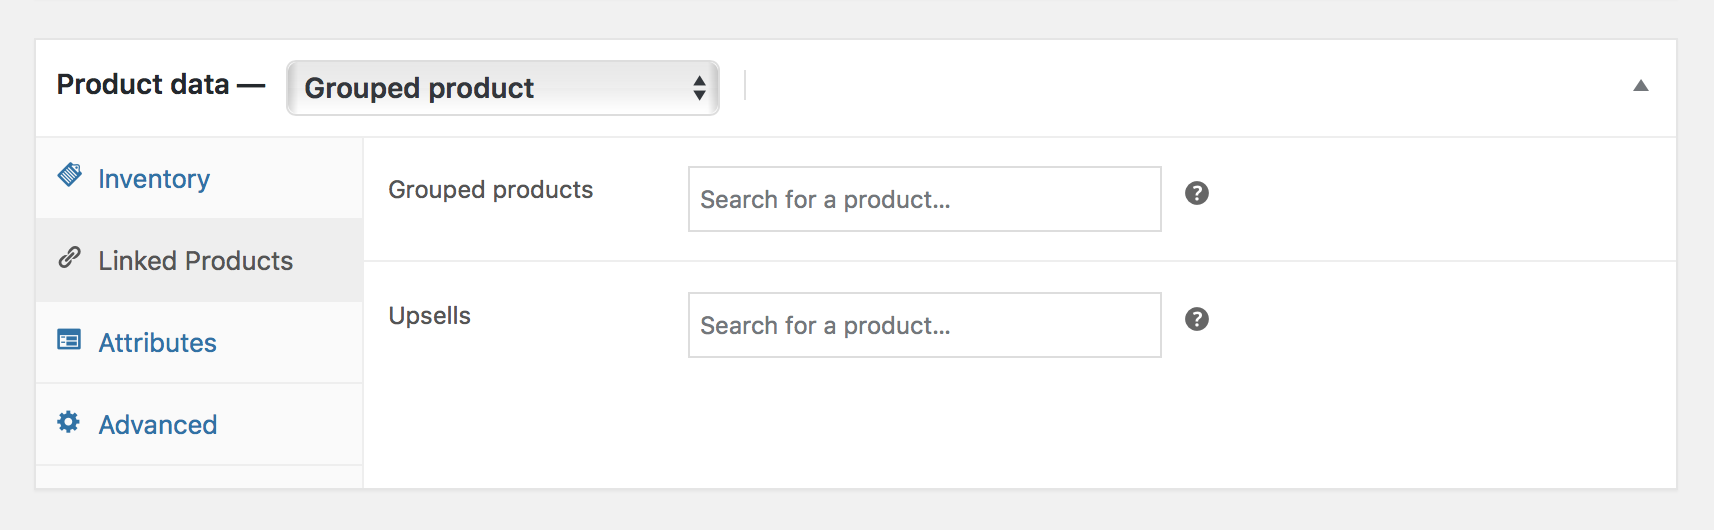 Product data — Grouped product
Inventory
Linked Products
Attributes
Advanced
Grouped products Search for a product...
Upsells Search for a product...